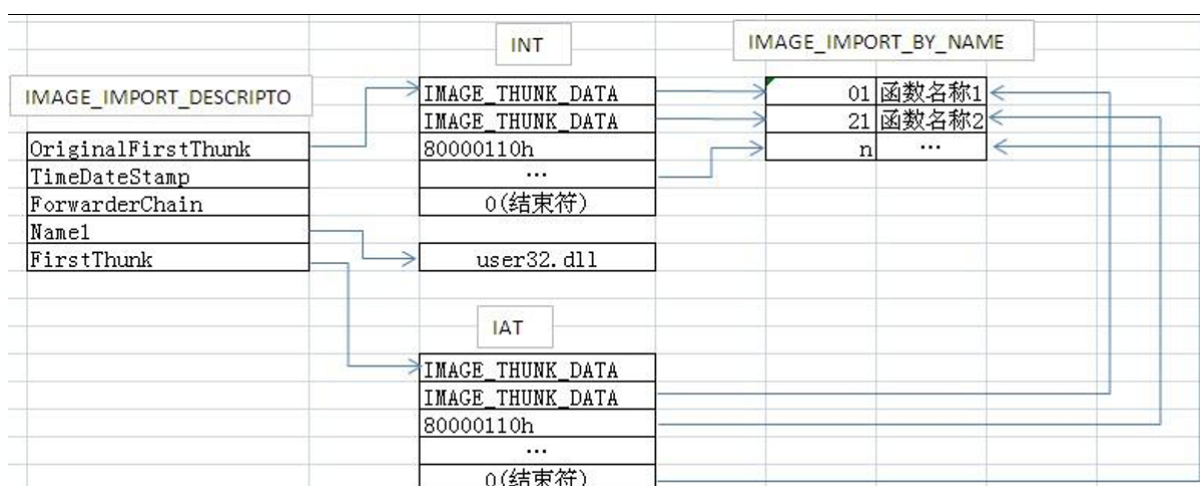 INT
IMAGE_IMPORT_BY_NAME
IMAGE_IMPORT_DESCRIPTO
OriginalFirstThunk
TimeDateStamp
ForwarderChain
Name1
FirstThunk
IMAGE_THUNK_DATA
IMAGE_THUNK_DATA
80000110h
...
0(结束符)
01 函数名称1
21 函数名称2
n ...
user32.dll
IAT
IMAGE_THUNK_DATA
IMAGE_THUNK_DATA
80000110h
...
0(结束符)